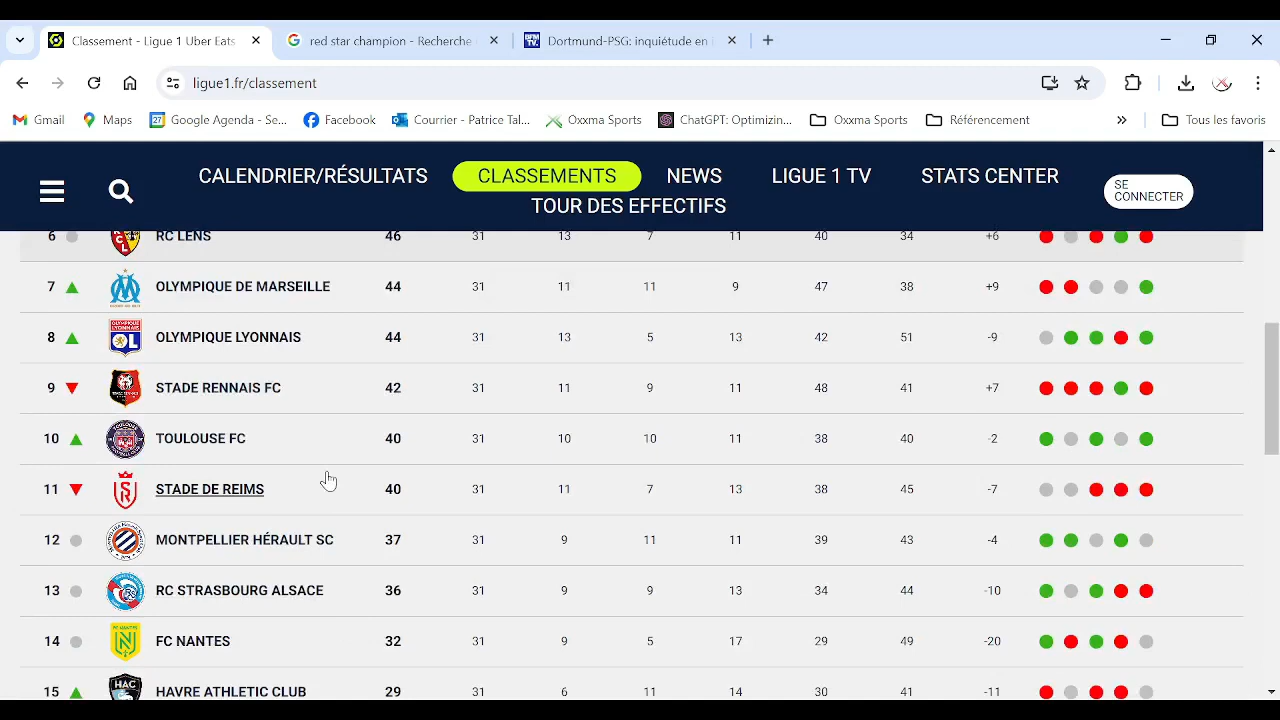 Classement - Ligue 1 Uber Eats
red star champion - Recherche
Dortmund-PSG: inquiétude en
ligue1.fr/classement
Gmail Maps 27 Google Agenda - Se... Facebook Courrier - Patrice Tal... Oxxma Sports ChatGPT: Optimizin... Oxxma Sports Référencement » Tous les favoris
CALENDRIER/RÉSULTATS CLASSEMENTS NEWS LIGUE 1 TV STATS CENTER
TOUR DES EFFECTIFS
SE
CONNECTER
6 RC LENS 46 31 13 7 11 40 34 +6
7 OLYMPIQUE DE MARSEILLE 44 31 11 11 9 47 38 +9
8 OLYMPIQUE LYONNAIS 44 31 13 5 13 42 51 -9
9 STADE RENNAIS FC 42 31 11 9 11 48 41 +7
10 TOULOUSE FC 40 31 10 10 11 38 40 -2
11 STADE DE REIMS 40 31 11 7 13 38 45 -7
12 MONTPELLIER HÉRAULT SC 37 31 9 11 11 39 43 -4
13 RC STRASBOURG ALSACE 36 31 9 9 13 34 44 -10
14 FC NANTES 32 31 9 5 17 29 49 -20
15 HAC HAVRE ATHLETIC CLUB 29 31 6 11 14 30 41 -11